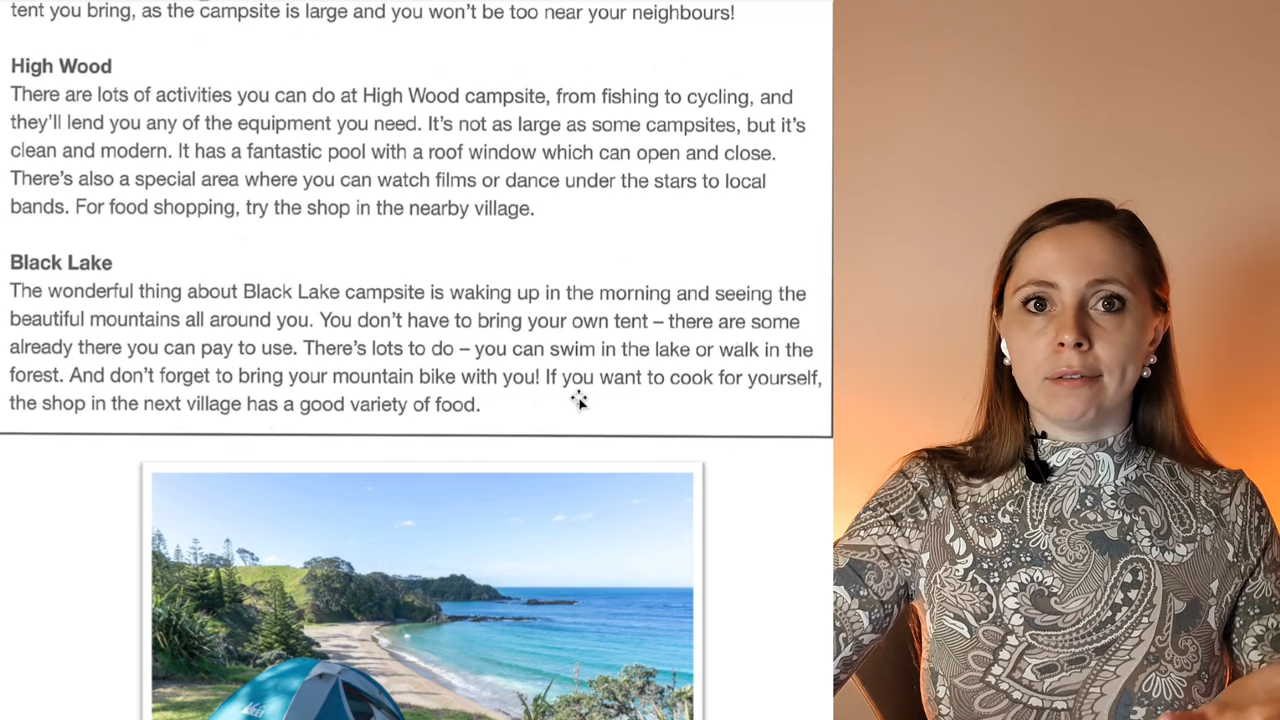 tent you bring, as the campsite is large and you won't be too near your neighbours!
High Wood
There are lots of activities you can do at High Wood campsite, from fishing to cycling, and
they'll lend you any of the equipment you need. It's not as large as some campsites, but it's
clean and modern. It has a fantastic pool with a roof window which can open and close.
There's also a special area where you can watch films or dance under the stars to local
bands. For food shopping, try the shop in the nearby village.
Black Lake
The wonderful thing about Black Lake campsite is waking up in the morning and seeing the
beautiful mountains all around you. You don't have to bring your own tent – there are some
already there you can pay to use. There's lots to do – you can swim in the lake or walk in the
forest. And don't forget to bring your mountain bike with you! If you want to cook for yourself,
the shop in the next village has a good variety of food.